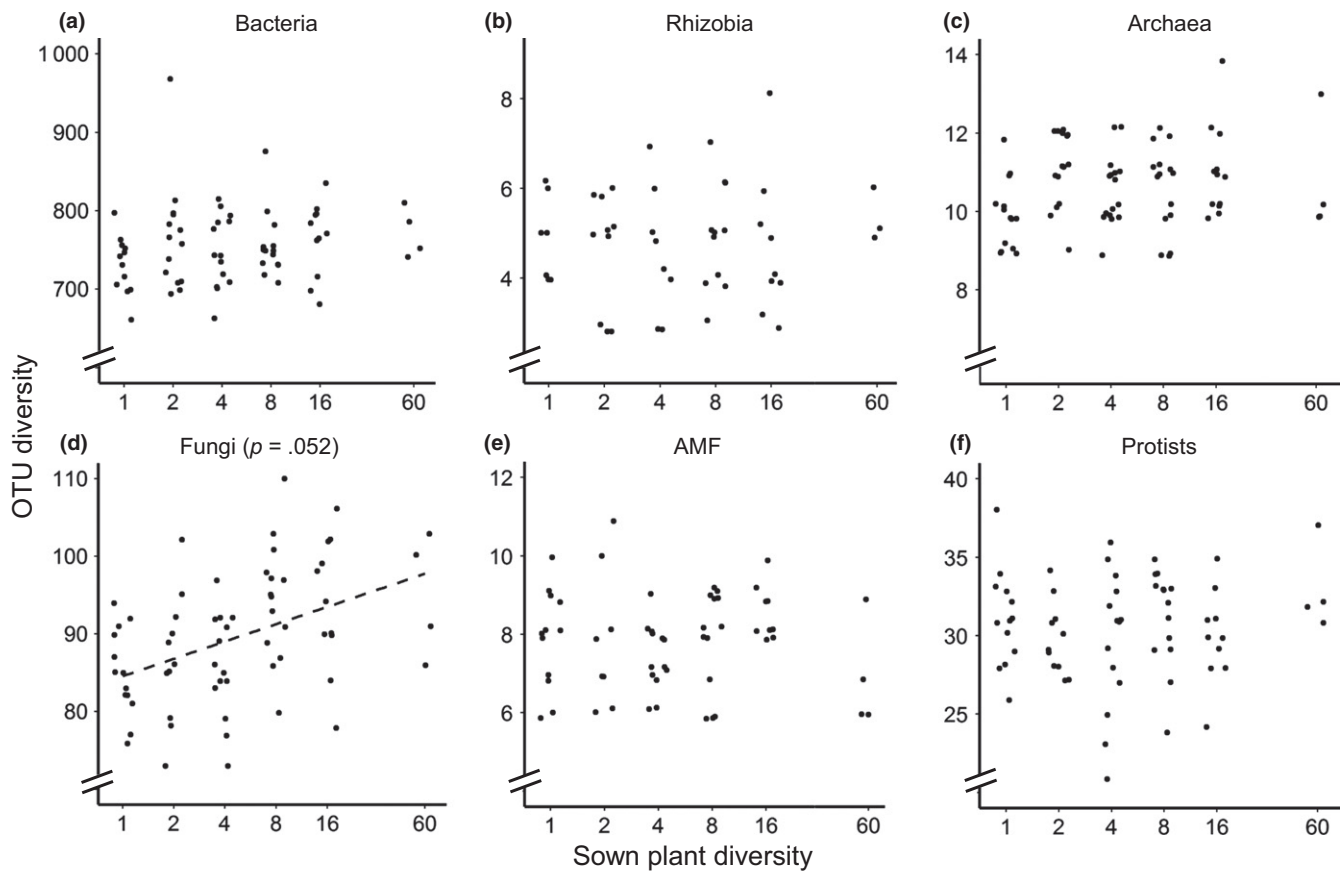 (a) Bacteria
1 000
900
800
700
1 2 4 8 16 60
(b) Rhizobia
8
6
4
1 2 4 8 16 60
(c) Archaea
14
12
10
8
1 2 4 8 16 60
OTU diversity
(d) Fungi (p = .052)
110
100
90
80
1 2 4 8 16 60
(e) AMF
12
10
8
6
1 2 4 8 16 60
(f) Protists
40
35
30
25
1 2 4 8 16 60
Sown plant diversity